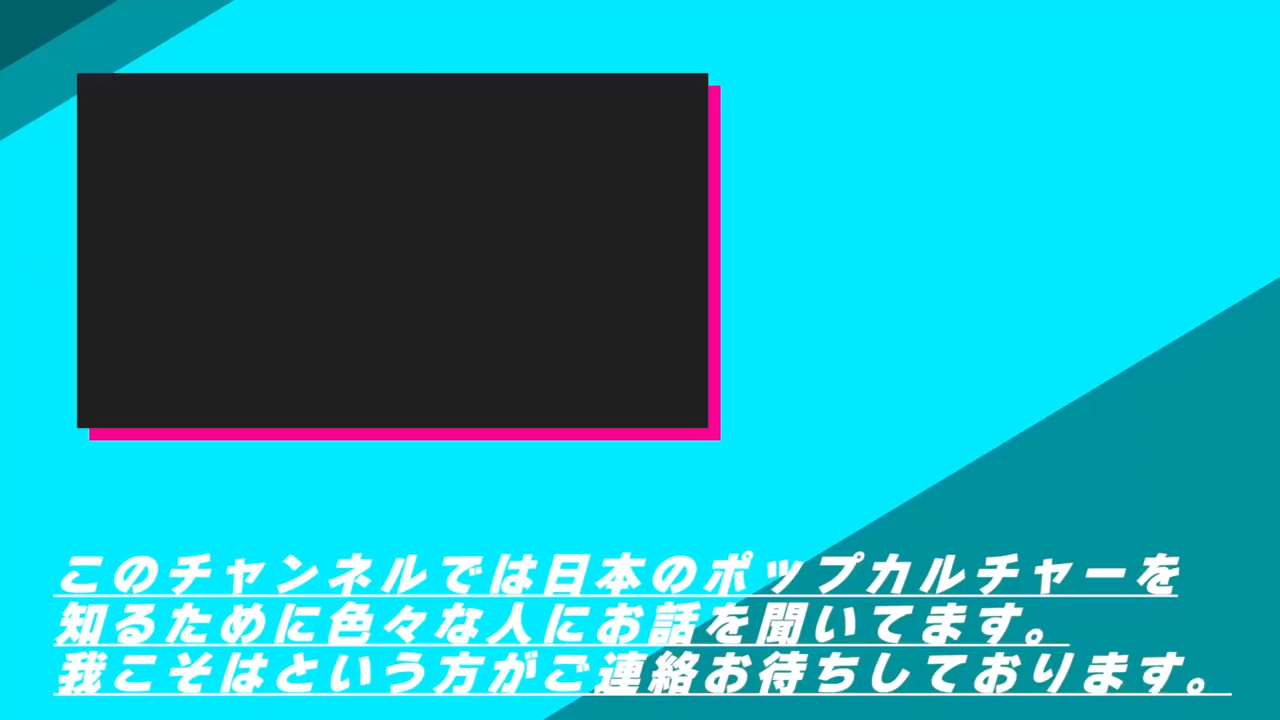 このチャンネルでは日本のポップカルチャーを
知るために色々な人にお話を聞いてます。
我こそはという方がご連絡お待ちしております。